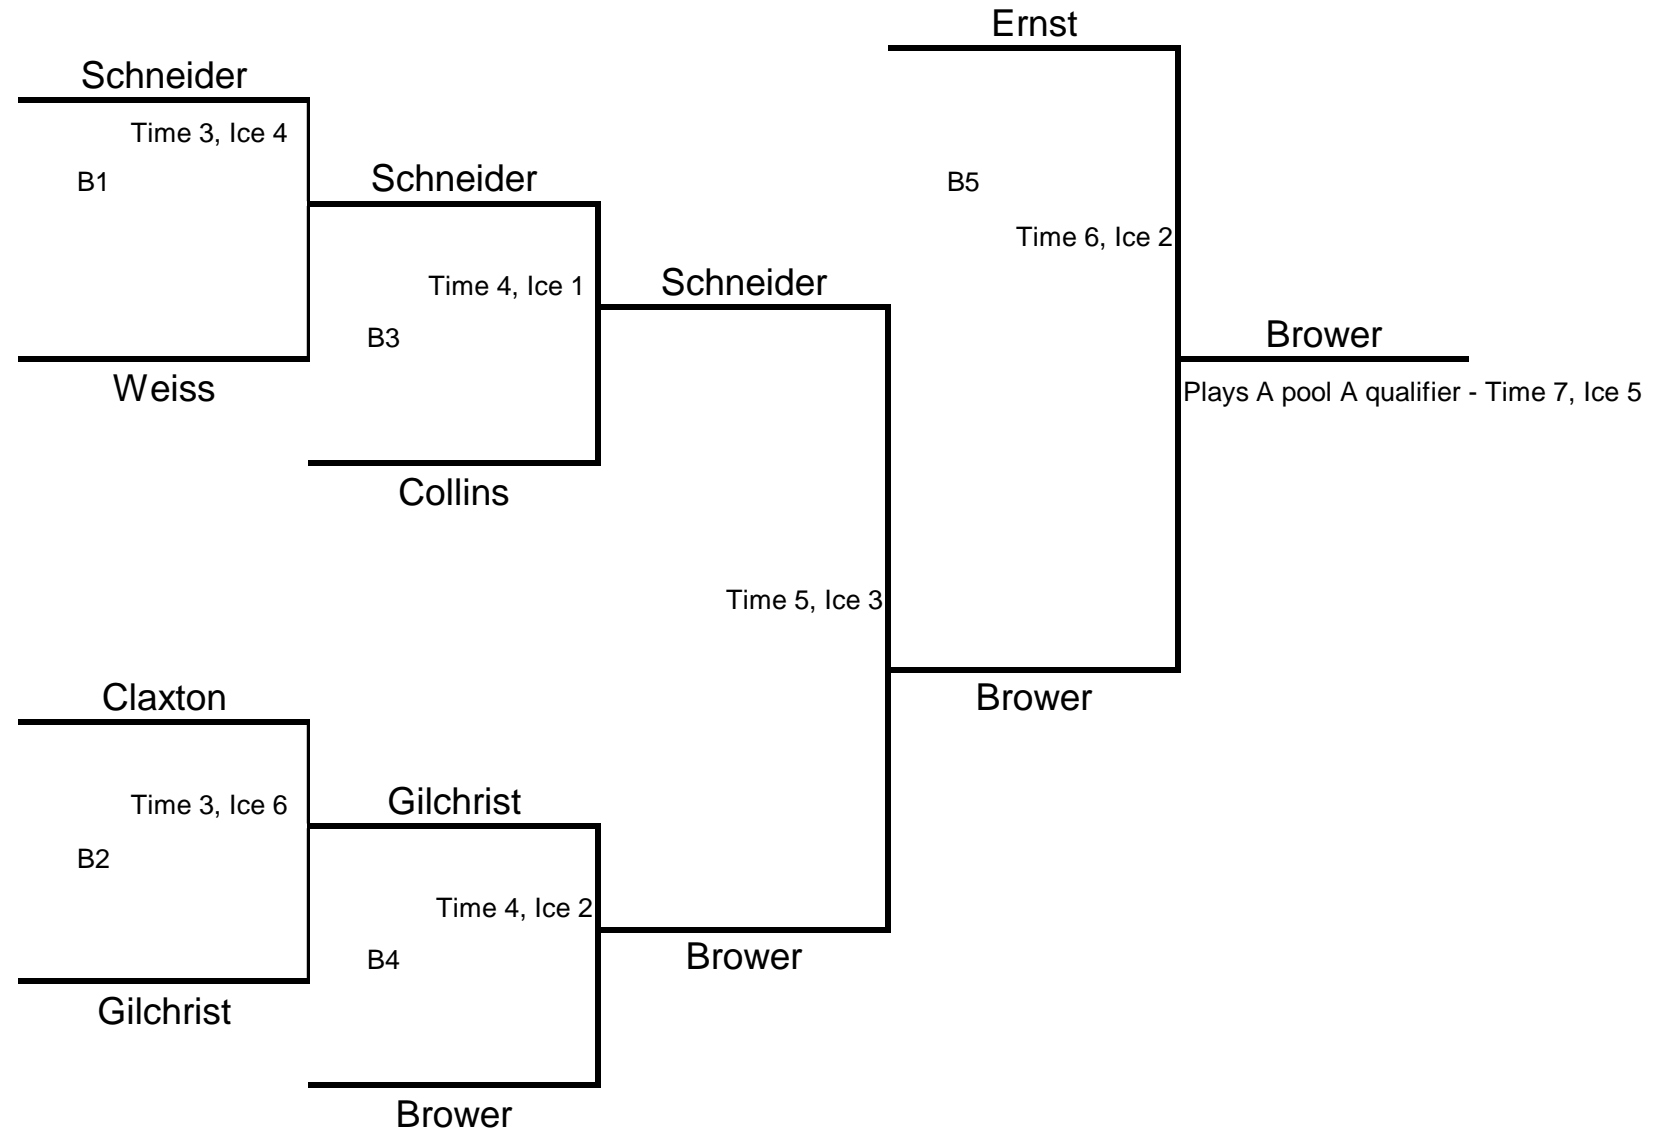 Ernst
Schneider
Time 3, Ice 4
B1
Schneider
B5
Time 6, Ice 2
Time 4, Ice 1
Schneider
B3
Brower
Weiss
Plays A pool A qualifier - Time 7, Ice 5
Collins
Time 5, Ice 3
Claxton
Brower
Time 3, Ice 6
Gilchrist
B2
Time 4, Ice 2
B4
Brower
Gilchrist
Brower